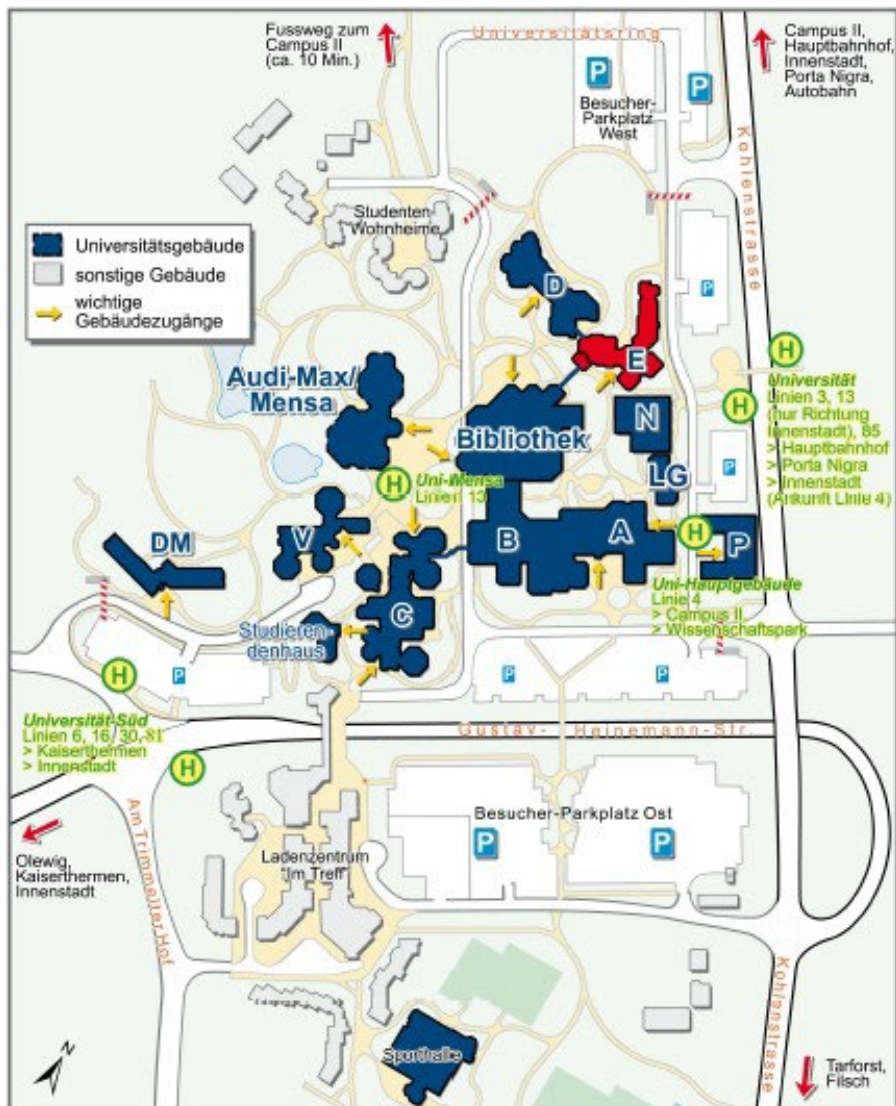 Fussweg zum
Campus II
(ca. 10 Min.)
Universitätsring
Campus II,
Hauptbahnhof,
Innenstadt,
Porta Nigra,
Autobahn
P
P
Besucher-
Parkplatz
West
Kohlenstrasse
Studenten-
Wohnheime
Universitätsgebäude
sonstige Gebäude
wichtige
Gebäudezugänge
D
P
E
H
Audi-Max/
Mensa
Universität
Linien 3, 13
(nur Richtung
Innenstadt), 85
> Hauptbahnhof
> Porta Nigra
> Innenstadt
(Ankunft Linie 4)
H
N
Bibliothek
P
LG
H
Uni-Mensa
Linien 13
DM
V
B
A
H
P
Uni-Hauptgebäude
Linie 4
> Campus II,
> Wissenschaftspark
C
Studieren-
denhaus
P
P
P
H
Universität-Süd
Linien 6, 16, 30, 81
> Kaiserthermen
> Innenstadt
Gustav-Heinemann-Str.
H
Besucher-Parkplatz Ost
P
P
Am Trimmelter Hof
Olewig,
Kaiserthermen,
Innenstadt
Ladenzentrum
"Im Treff"
Kohlenstrasse
N
Sporthalle
Tarforst,
Filsch